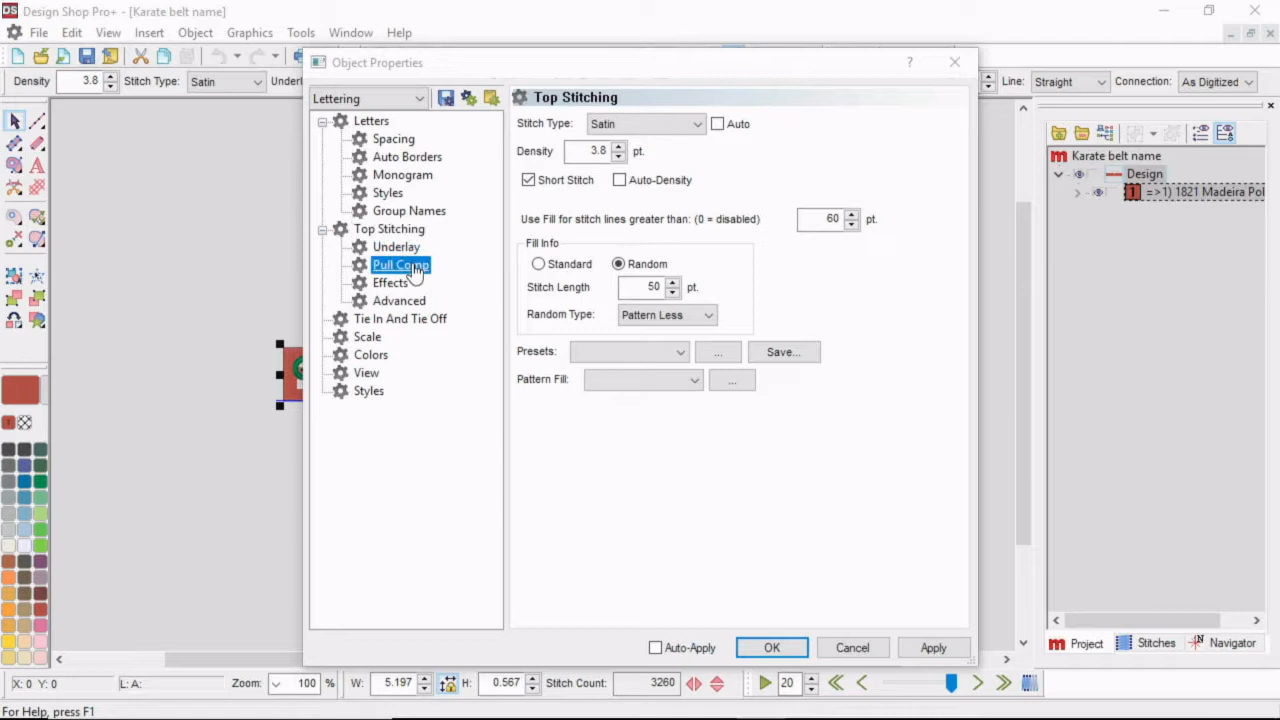 DS Design Shop Pro+ - [Karate belt name]
File Edit View Insert Object Graphics Tools Window Help
Density 3.8 Stitch Type: Satin Line: Straight Connection: As Digitized
Object Properties ?
Lettering
Letters
Spacing
Auto Borders
Monogram
Styles
Group Names
Top Stitching
Underlay
Pull Comp
Effects
Advanced
Tie In And Tie Off
Scale
Colors
View
Styles
Top Stitching
Stitch Type: Satin Auto
Density 3.8 pt.
Short Stitch Auto-Density
Use Fill for stitch lines greater than: (0 = disabled) 60 pt.
Fill Info
Standard Random
Stitch Length 50 pt.
Random Type: Pattern Less
Presets: ... Save...
Pattern Fill: ...
Auto-Apply OK Cancel Apply
Karate belt name
Design
1 =>1) 1821 Madeira Pol
Project Stitches Navigator
X: 0 Y: 0 L: A: Zoom: 100 % W: 5.197 H: 0.567 Stitch Count: 3260 20
For Help, press F1